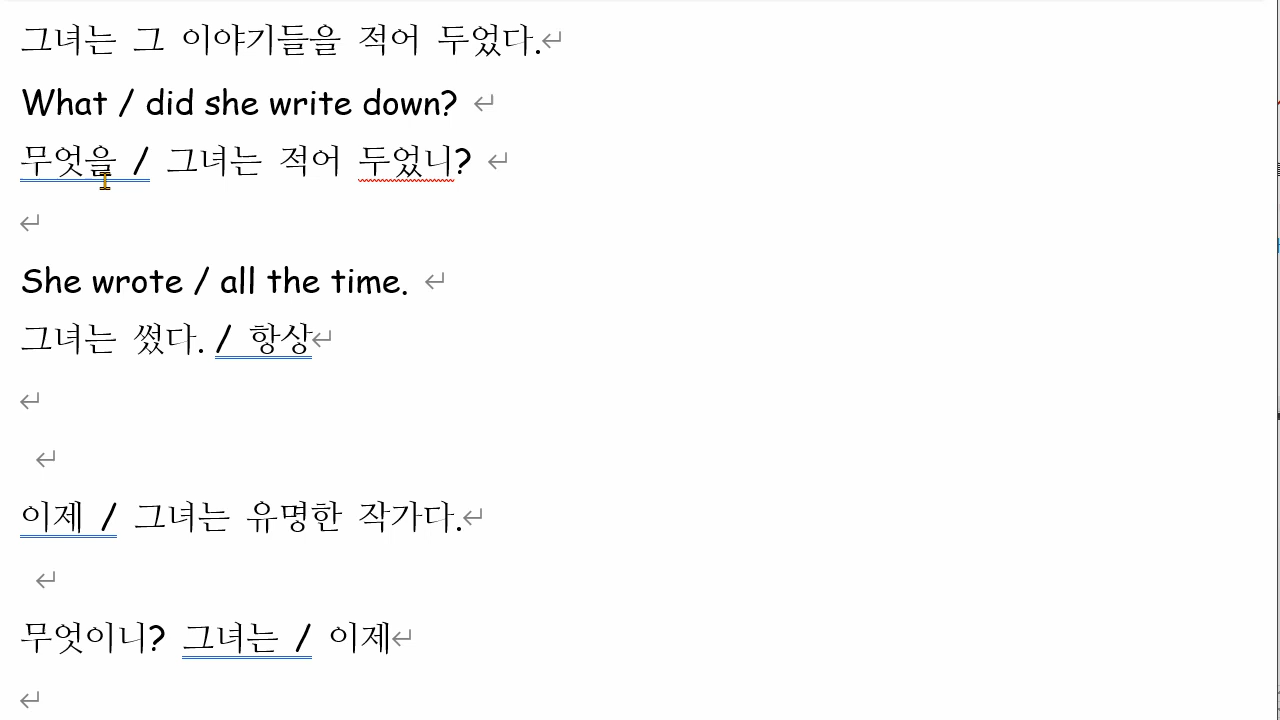 그녀는 그 이야기들을 적어 두었다.
What / did she write down?
무엇을 / 그녀는 적어 두었니?
She wrote / all the time.
그녀는 썼다. / 항상
이제 / 그녀는 유명한 작가다.
무엇이니? 그녀는 / 이제